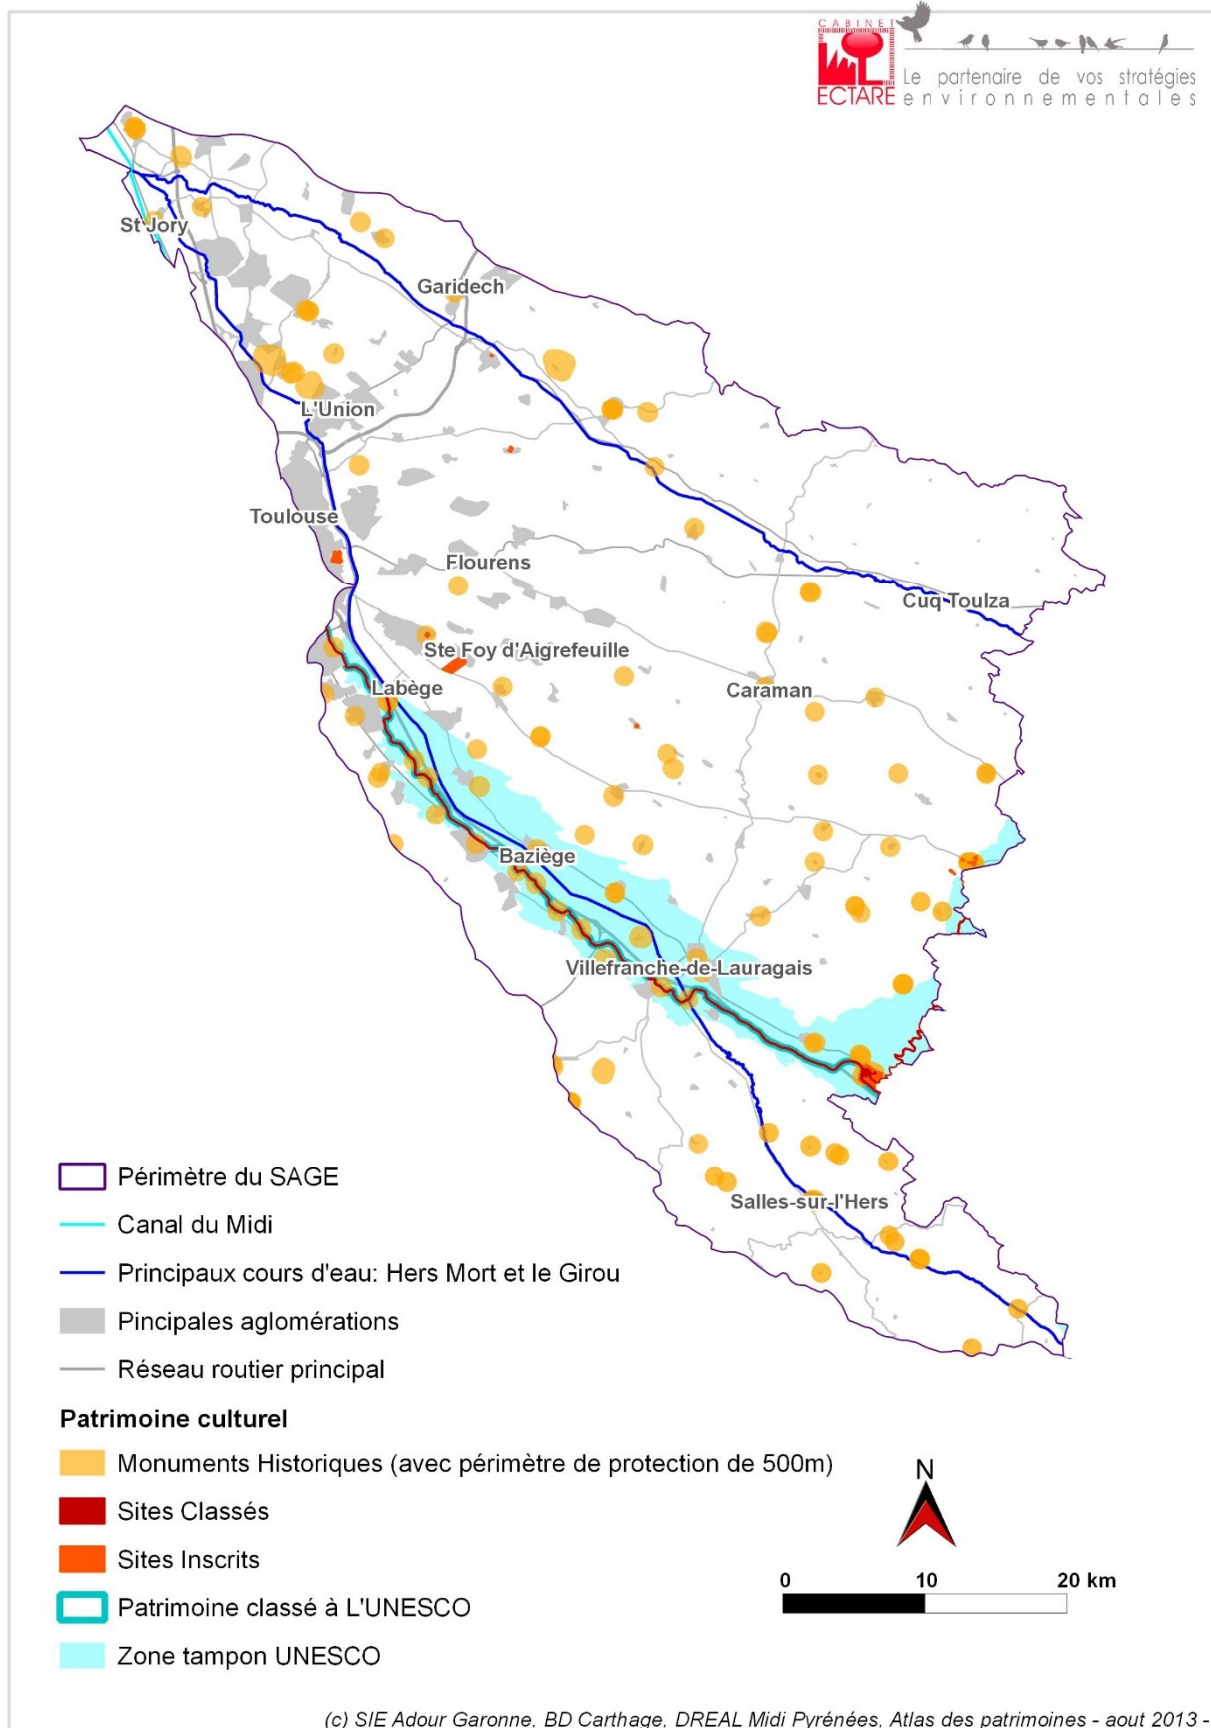 CABINET
ECTARE
Le partenaire de vos stratégies
environnementales
St Jory
Garidech
L'Union
Toulouse
Flourens
Cuq Toulza
Ste Foy d'Aigrefeuille
Labège
Caraman
Baziège
Villefranche-de-Lauragais
Salles-sur-l'Hers
Périmètre du SAGE
Canal du Midi
Principaux cours d'eau: Hers Mort et le Girou
Pincipales aglomérations
Réseau routier principal
Patrimoine culturel
Monuments Historiques (avec périmètre de protection de 500m)
Sites Classés
Sites Inscrits
Patrimoine classé à L'UNESCO
Zone tampon UNESCO
N
0 10 20 km
(c) SIE Adour Garonne, BD Carthage, DREAL Midi Pyrénées, Atlas des patrimoines - aout 2013 -